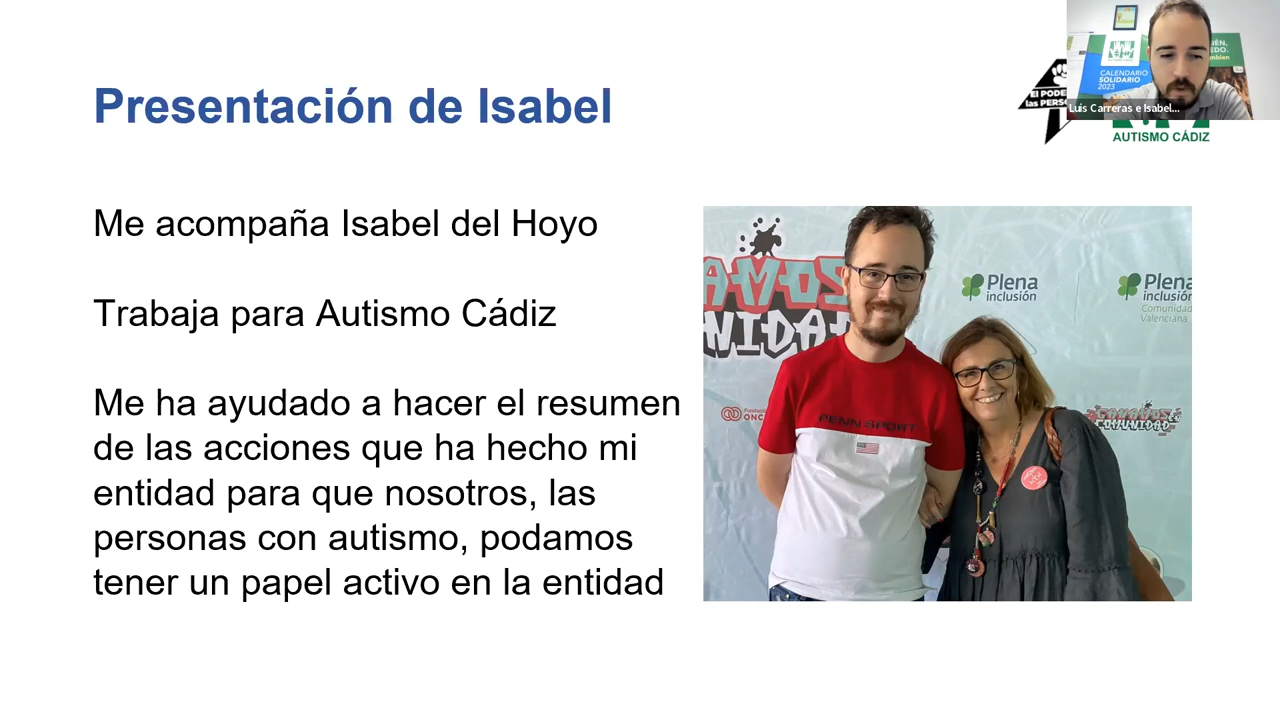 Presentación de Isabel
CALENDARIO
SOLIDARIO
2023
Luis Carreras e Isabel...
AUTISMO CÁDIZ
Me acompaña Isabel del Hoyo
Trabaja para Autismo Cádiz
Me ha ayudado a hacer el resumen
de las acciones que ha hecho mi
entidad para que nosotros, las
personas con autismo, podamos
tener un papel activo en la entidad
Plena
inclusión
Plena
inclusión
Comunidad
Valenciana
PENN SPORT